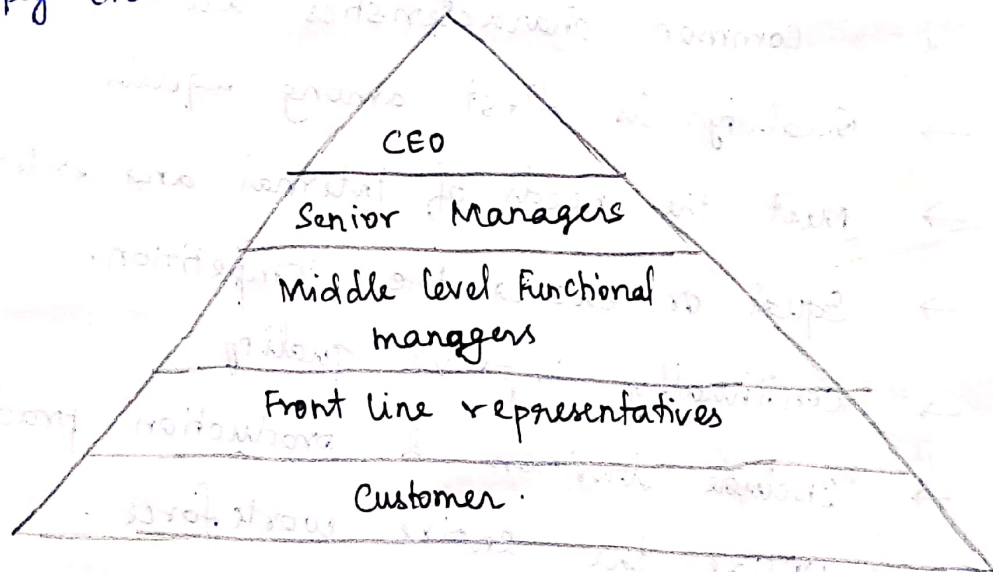 CEO
Senior Managers
Middle level Functional
managers
Front line representatives
Customer.